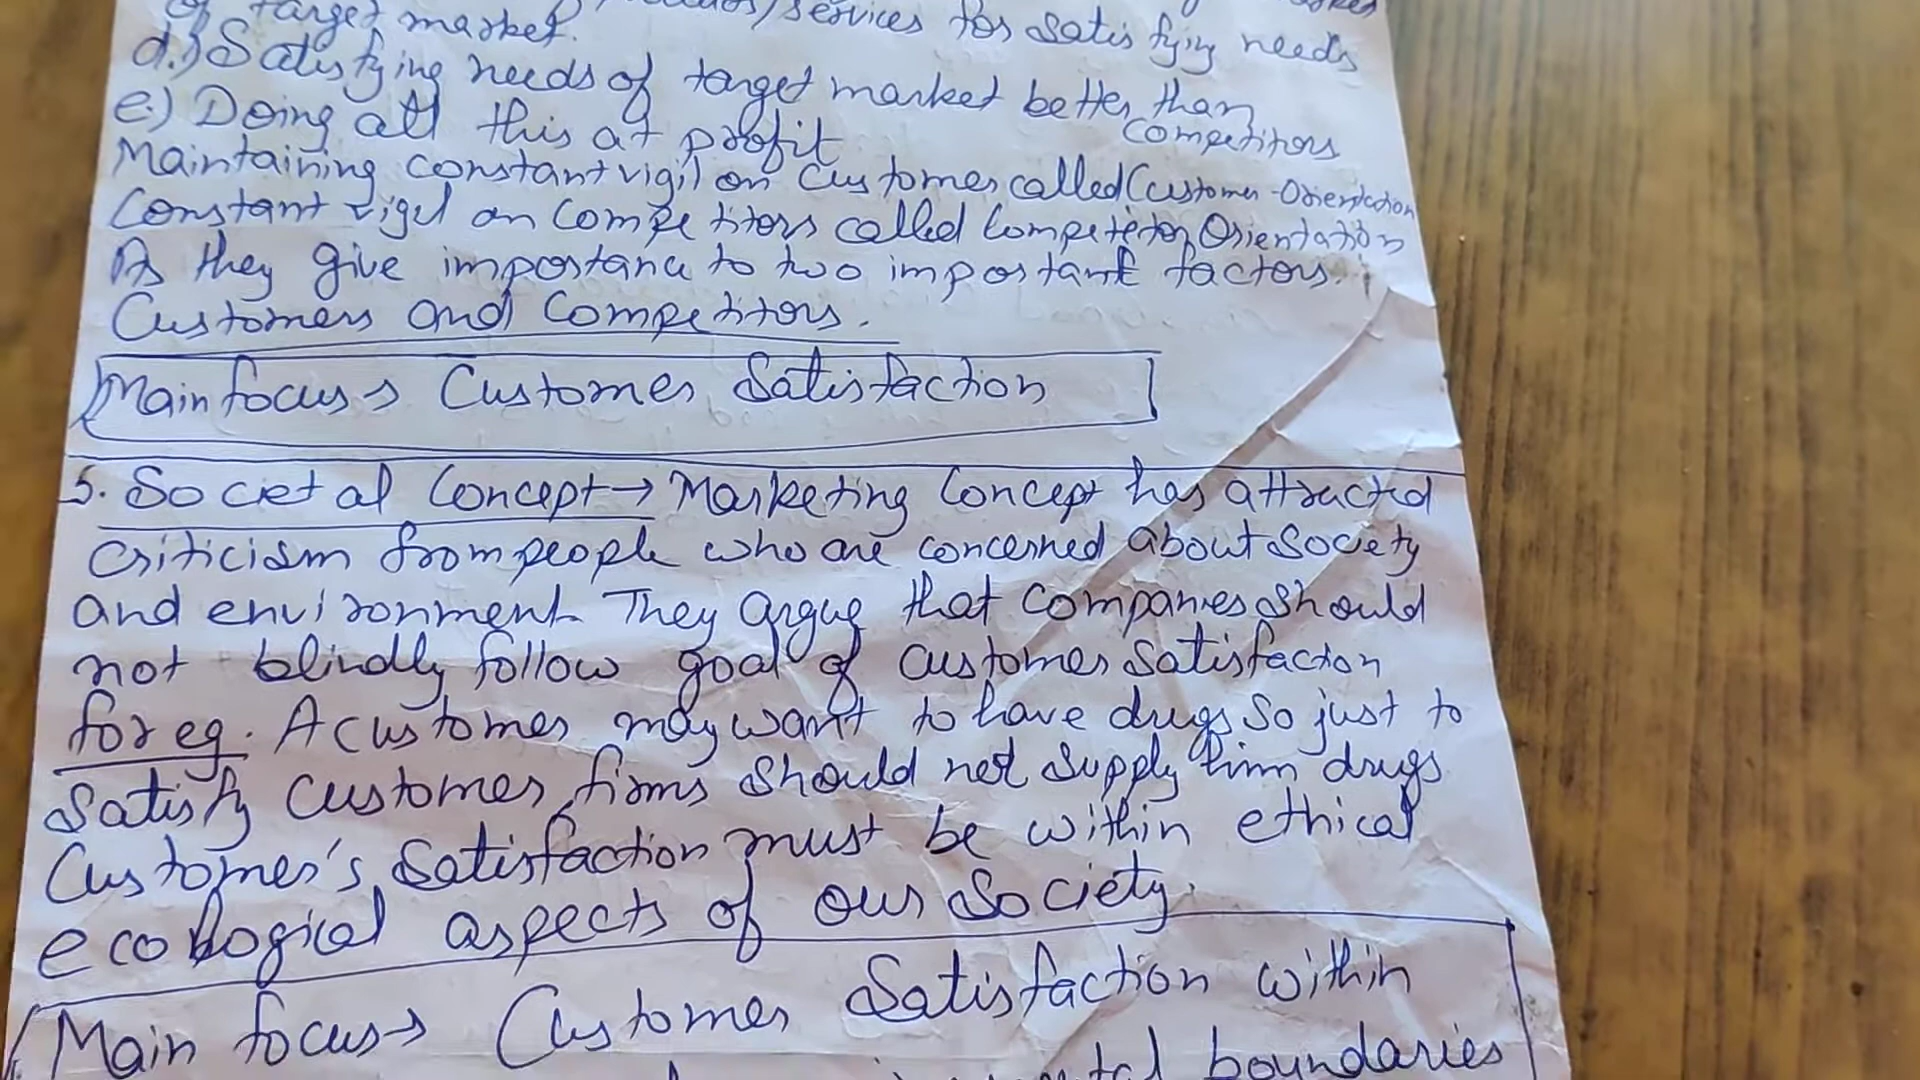 of target market. services for satisfying needs
d.) Satisfying needs of target market better than
competitors
e.) Doing all this at profit
Maintaining constant vigil on customer called Customer-Orientation
Constant vigil on competitors called Competitor Orientation
As they give importance to two important factors.
Customers and Competitors.
Main focus → Customer Satisfaction
5. Societal Concept → Marketing Concept has attracted
criticism from people who are concerned about society
and environment. They argue that companies should
not blindly follow goal of customer satisfaction
for eg. A customer may want to have drugs so just to
satisfy customer firms should not supply him drugs
Customer's satisfaction must be within ethical
ecological aspects of our society.
Main focus → Customer Satisfaction within
boundaries